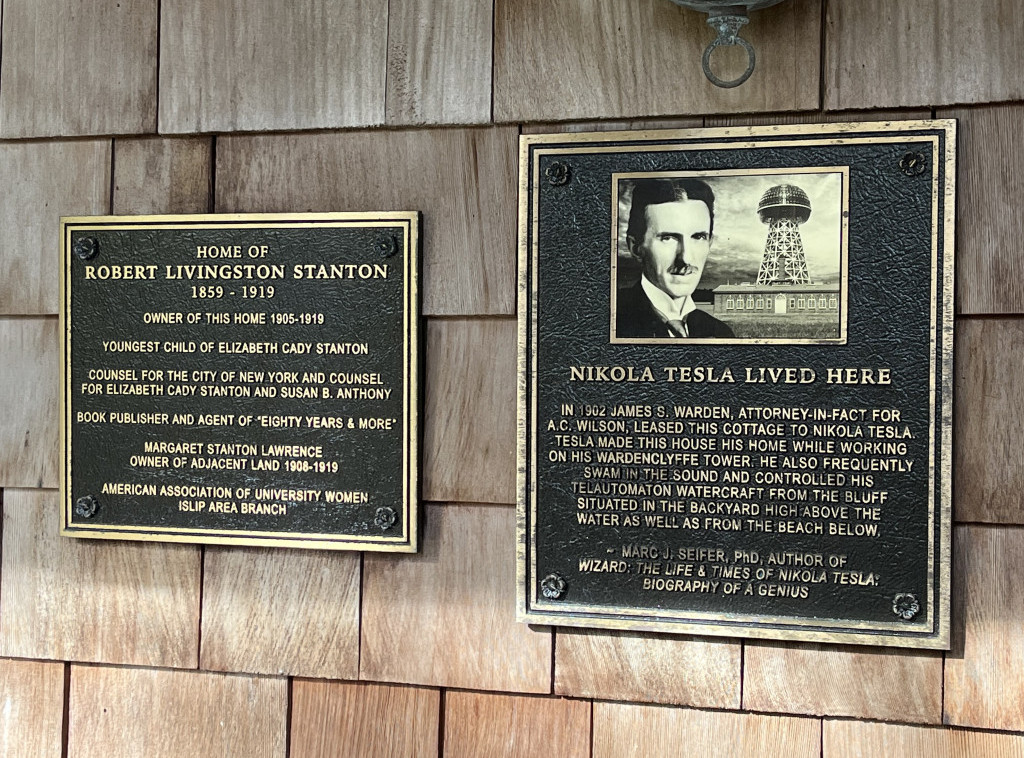 HOME OF
ROBERT LIVINGSTON STANTON
1859 - 1919
OWNER OF THIS HOME 1905-1919
YOUNGEST CHILD OF ELIZABETH CADY STANTON
COUNSEL FOR THE CITY OF NEW YORK AND COUNSEL
FOR ELIZABETH CADY STANTON AND SUSAN B. ANTHONY
BOOK PUBLISHER AND AGENT OF "EIGHTY YEARS & MORE"
MARGARET STANTON LAWRENCE
OWNER OF ADJACENT LAND 1908-1919
AMERICAN ASSOCIATION OF UNIVERSITY WOMEN
ISLIP AREA BRANCH
NIKOLA TESLA LIVED HERE
IN 1902 JAMES S. WARDEN, ATTORNEY-IN-FACT FOR
A.C. WILSON, LEASED THIS COTTAGE TO NIKOLA TESLA.
TESLA MADE THIS HOUSE HIS HOME WHILE WORKING
ON HIS WARDENCLYFFE TOWER. HE ALSO FREQUENTLY
SWAM IN THE SOUND AND CONTROLLED HIS
TELAUTOMATON WATERCRAFT FROM THE BLUFF
SITUATED IN THE BACKYARD HIGH ABOVE THE
WATER AS WELL AS FROM THE BEACH BELOW.
~ MARC J. SEIFER, PhD, AUTHOR OF
WIZARD: THE LIFE & TIMES OF NIKOLA TESLA:
BIOGRAPHY OF A GENIUS